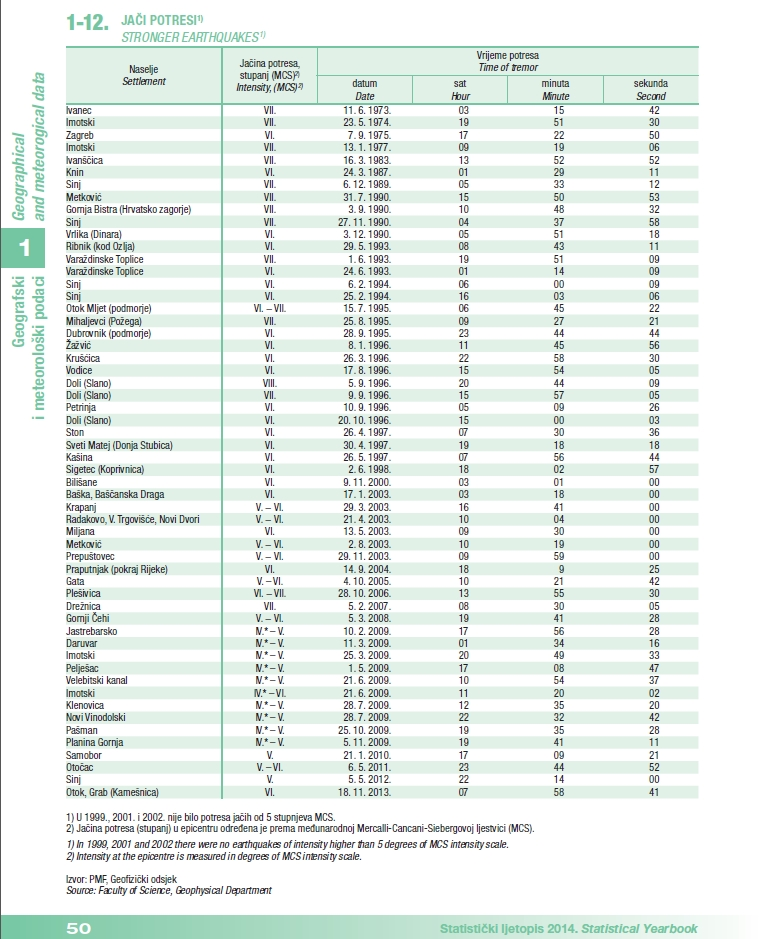 1-12. JAČI POTRESI¹⁾
STRONGER EARTHQUAKES¹⁾
Naselje
Settlement
Jačina potresa,
stupanj (MCS)²⁾
Intensity, (MCS)²⁾
Vrijeme potresa
Time of tremor
datum
Date
sat
Hour
minuta
Minute
sekunda
Second
Ivanec VII. 11. 6. 1973. 03 15 42
Imotski VII. 23. 5. 1974. 19 51 30
Zagreb VI. 7. 9. 1975. 17 22 50
Imotski VII. 13. 1. 1977. 09 19 06
Ivanščica VII. 16. 3. 1983. 13 52 52
Knin VI. 24. 3. 1987. 01 29 11
Sinj VII. 6. 12. 1989. 05 33 12
Metković VII. 31. 7. 1990. 15 50 53
Gornja Bistra (Hrvatsko zagorje) VII. 3. 9. 1990. 10 48 32
Sinj VII. 27. 11. 1990. 04 37 58
Vrlika (Dinara) VI. 3. 12. 1990. 05 51 18
Ribnik (kod Ozlja) VI. 29. 5. 1993. 08 43 11
Varaždinske Toplice VII. 1. 6. 1993. 19 51 09
Varaždinske Toplice VI. 24. 6. 1993. 01 14 09
Sinj VI. 6. 2. 1994. 06 00 09
Sinj VI. 25. 2. 1994. 16 03 06
Otok Mljet (podmorje) VI. – VII. 15. 7. 1995. 06 45 22
Mihaljevci (Požega) VII. 25. 8. 1995. 09 27 21
Dubrovnik (podmorje) VI. 28. 9. 1995. 23 44 44
Žažvić VI. 8. 1. 1996. 11 45 56
Kruščica VI. 26. 3. 1996. 22 58 30
Vodice VI. 17. 8. 1996. 15 54 05
Doli (Slano) VIII. 5. 9. 1996. 20 44 09
Doli (Slano) VII. 9. 9. 1996. 15 57 05
Petrinja VI. 10. 9. 1996. 05 09 26
Doli (Slano) VI. 20. 10. 1996. 15 00 03
Ston VI. 26. 4. 1997. 07 30 36
Sveti Matej (Donja Stubica) VI. 30. 4. 1997. 19 18 18
Kašina VI. 26. 5. 1997. 07 56 44
Sigetec (Koprivnica) VI. 2. 6. 1998. 18 02 57
Bilišane VI. 9. 11. 2000. 03 01 00
Baška, Baščanska Draga VI. 17. 1. 2003. 03 18 00
Krapanj V. – VI. 29. 3. 2003. 16 41 00
Radakovo, V. Trgovišće, Novi Dvori V. – VI. 21. 4. 2003. 10 04 00
Miljana VI. 13. 5. 2003. 09 30 00
Metković V. – VI. 2. 8. 2003. 10 19 00
Prepuštovec V. – VI. 29. 11. 2003. 09 59 00
Praputnjak (pokraj Rijeke) VI. 14. 9. 2004. 18 9 25
Gata V. – VI. 4. 10. 2005. 10 21 42
Plešivica VI. – VII. 28. 10. 2006. 13 55 30
Drežnica VII. 5. 2. 2007. 08 30 05
Gornji Čehi V. – VI. 5. 3. 2008. 19 41 28
Jastrebarsko IV.* – V. 10. 2. 2009. 17 56 28
Daruvar IV.* – V. 11. 3. 2009. 01 34 16
Imotski IV.* – V. 25. 3. 2009. 20 49 33
Pelješac IV.* – V. 1. 5. 2009. 17 08 47
Velebitski kanal IV.* – V. 21. 6. 2009. 10 54 37
Imotski IV.* – VI. 21. 6. 2009. 11 20 02
Klenovica IV.* – V. 28. 7. 2009. 12 35 20
Novi Vinodolski IV.* – V. 28. 7. 2009. 22 32 42
Pašman IV.* – V. 25. 10. 2009. 19 35 28
Planina Gornja IV.* – V. 5. 11. 2009. 19 41 11
Samobor V. 21. 1. 2010. 17 09 21
Otočac V. – VI. 6. 5. 2011. 23 44 52
Sinj V. 5. 5. 2012. 22 14 00
Otok, Grab (Kamešnica) VI. 18. 11. 2013. 07 58 41
1) U 1999., 2001. i 2002. nije bilo potresa jačih od 5 stupnjeva MCS.
2) Jačina potresa (stupanj) u epicentru određena je prema međunarodnoj Mercalli-Cancani-Siebergovoj ljestvici (MCS).
1) In 1999, 2001 and 2002 there were no earthquakes of intensity higher than 5 degrees of MCS intensity scale.
2) Intensity at the epicentre is measured in degrees of MCS intensity scale.
Izvor: PMF, Geofizički odsjek
Source: Faculty of Science, Geophysical Department
Geographical
and meteorogical data
1
Geografski
i meteorološki podaci
50
Statistički ljetopis 2014. Statistical Yearbook